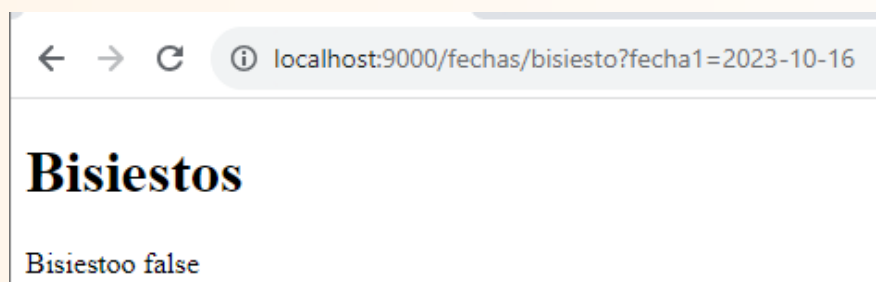 localhost:9000/fechas/bisiesto?fecha1=2023-10-16
Bisiestos
Bisiestoo false